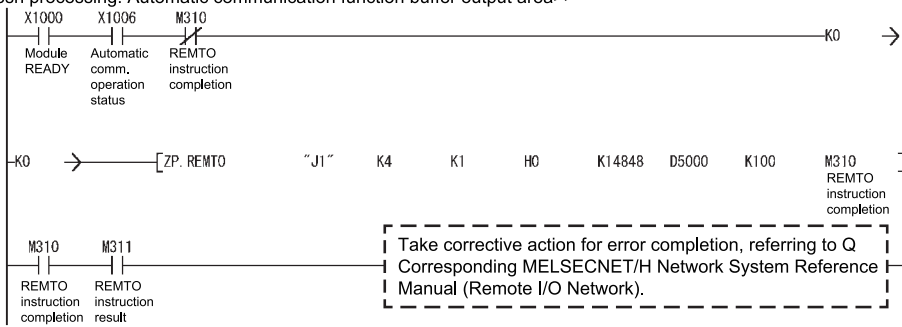 esh processing: Automatic communication function buffer output area>>
X1000 X1006 M310
K0
Module READY
Automatic comm. operation status
REMTO instruction completion
K0 ZP.REMTO "J1" K4 K1 H0 K14848 D5000 K100 M310
REMTO instruction completion
M310 M311
REMTO instruction completion
REMTO instruction result
Take corrective action for error completion, referring to Q
Corresponding MELSECNET/H Network System Reference
Manual (Remote I/O Network).